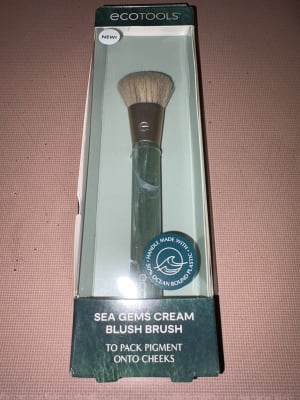 ecotools®
NEW!
HANDLE MADE WITH
OCEAN BOUND PLASTIC
SEA GEMS CREAM
BLUSH BRUSH
TO PACK PIGMENT
ONTO CHEEKS